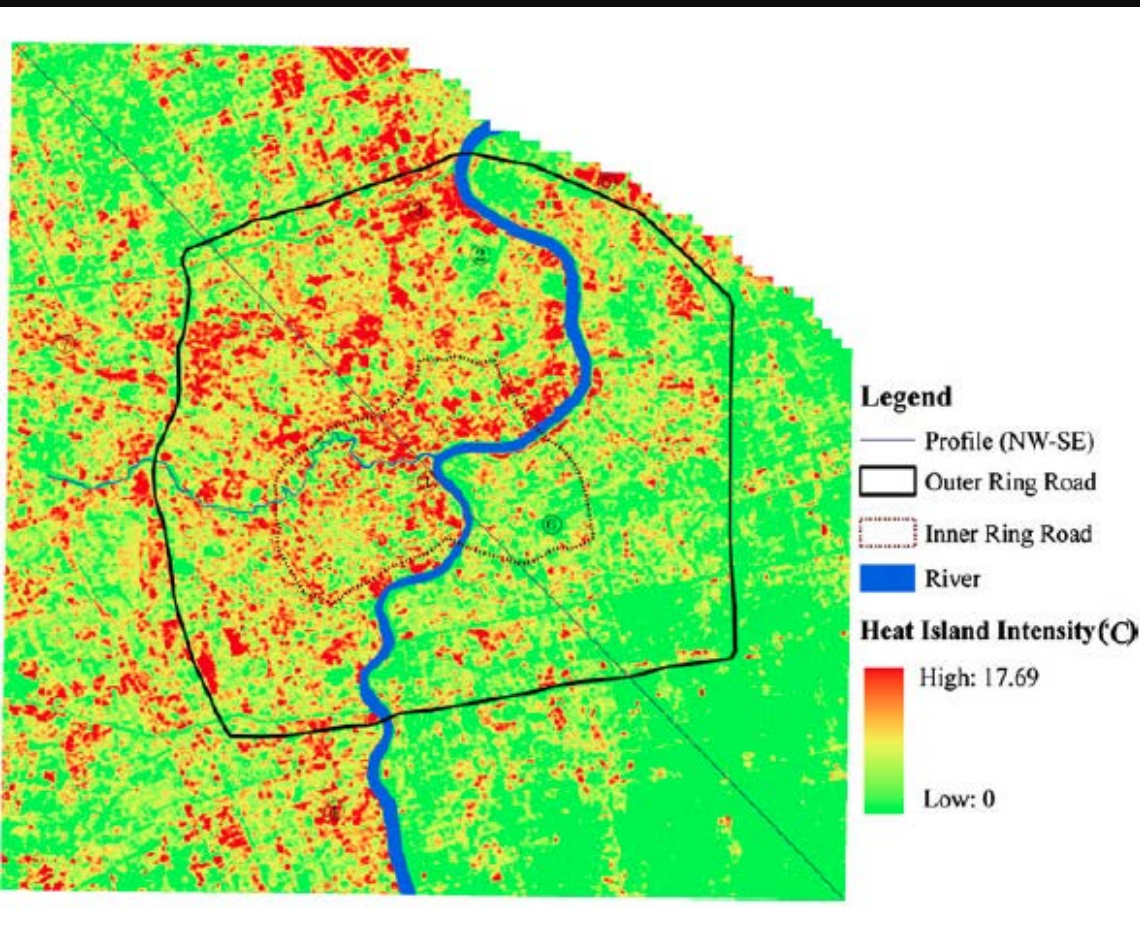 Legend
Profile (NW-SE)
Outer Ring Road
Inner Ring Road
River
Heat Island Intensity(C)
High: 17.69
Low: 0